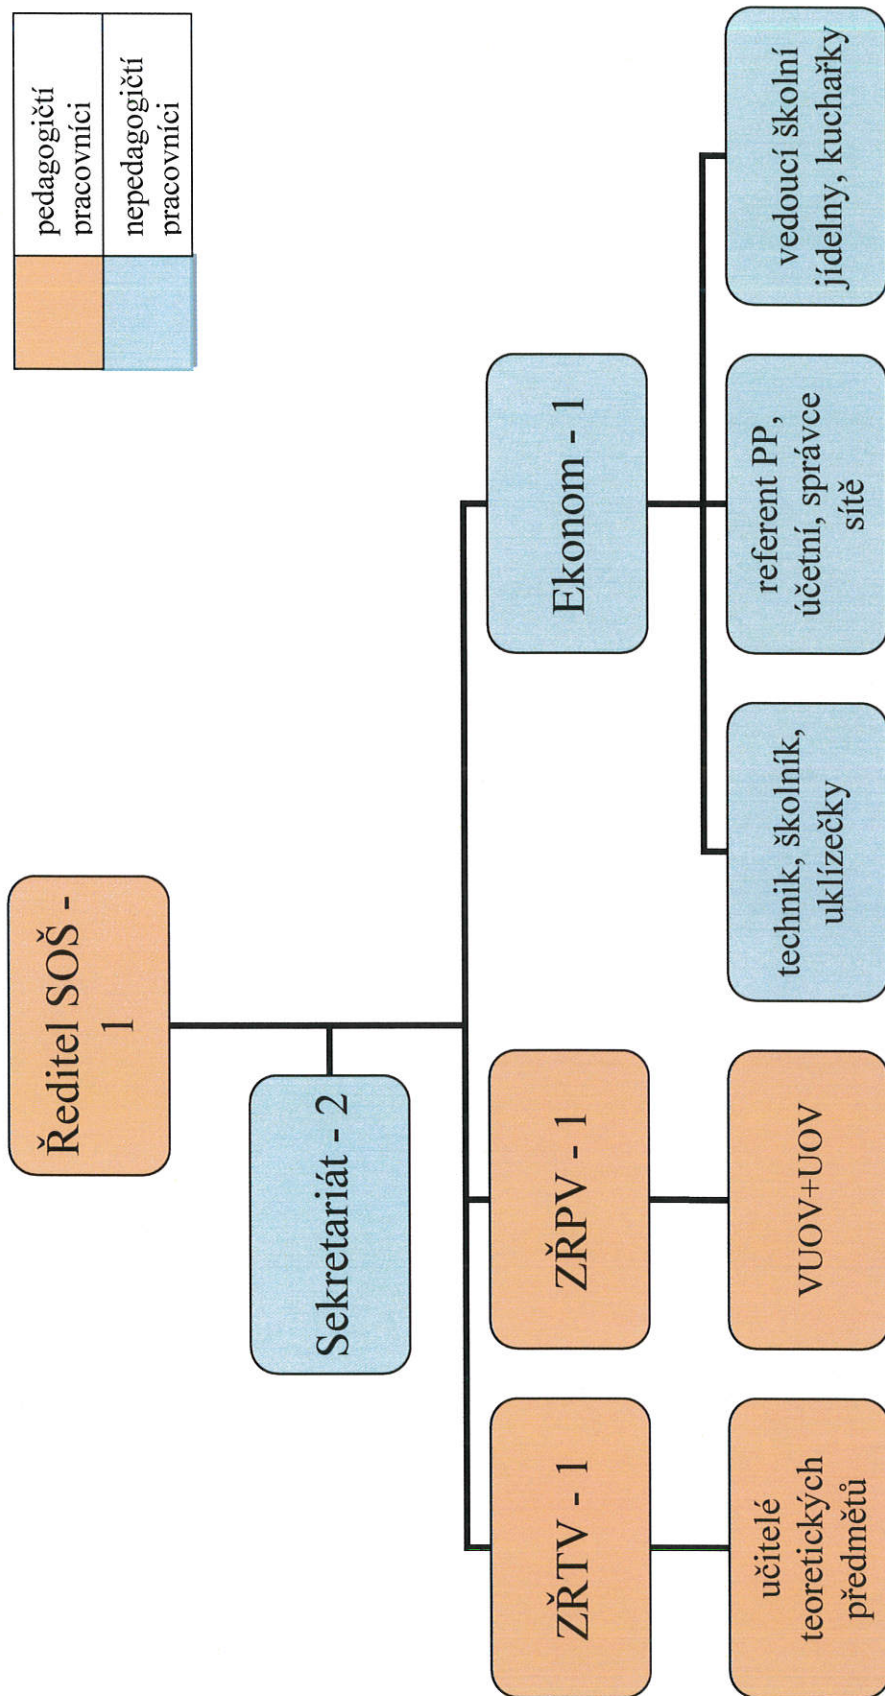 pedagogičtí
pracovníci
nepedagogičtí
pracovníci
Ředitel SOŠ -
1
Sekretariát - 2
ZŘTV - 1
ZŘPV - 1
Ekonom - 1
učitelé
teoretických
předmětů
VUOV+UOV
technik, školník,
uklízečky
referent PP,
účetní, správce
sítě
vedoucí školní
jídelny, kuchařky